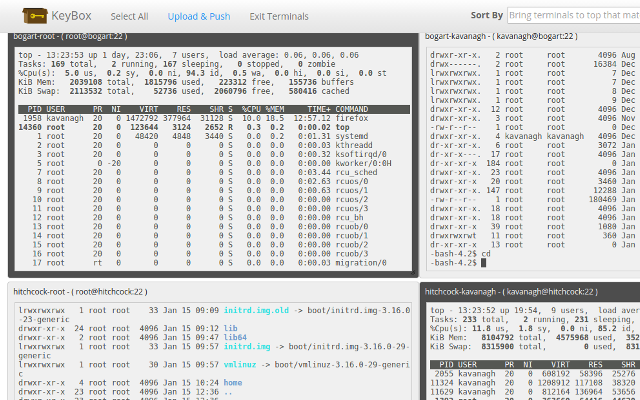 KeyBox Select All Upload & Push Exit Terminals Sort By Bring terminals to top that mat
bogart-root - ( root@bogart:22 )
top - 13:23:53 up 1 day, 23:06, 7 users, load average: 0.06, 0.06, 0.06
Tasks: 169 total, 2 running, 167 sleeping, 0 stopped, 0 zombie
%Cpu(s): 5.0 us, 0.2 sy, 0.0 ni, 94.3 id, 0.5 wa, 0.0 hi, 0.0 si, 0.0 st
KiB Mem: 2039108 total, 1815796 used, 223312 free, 155736 buffers
KiB Swap: 2113532 total, 52736 used, 2060796 free, 580416 cached
PID USER PR NI VIRT RES SHR S %CPU %MEM TIME+ COMMAND
1958 kavanagh 20 0 1472792 377964 31128 S 10.0 18.5 12:57.12 firefox
14360 root 20 0 123644 3124 2652 R 0.3 0.2 0:00.02 top
1 root 20 0 48420 4848 3440 S 0.0 0.2 0:01.31 systemd
2 root 20 0 0 0 0 S 0.0 0.0 0:00.03 kthreadd
3 root 20 0 0 0 0 S 0.0 0.0 0:00.32 ksoftirqd/0
5 root 0 -20 0 0 0 S 0.0 0.0 0:00.00 kworker/0:0H
7 root 20 0 0 0 0 S 0.0 0.0 0:03.44 rcu_sched
8 root 20 0 0 0 0 S 0.0 0.0 0:02.63 rcuos/0
9 root 20 0 0 0 0 S 0.0 0.0 0:00.63 rcuos/1
10 root 20 0 0 0 0 S 0.0 0.0 0:00.00 rcuos/2
11 root 20 0 0 0 0 S 0.0 0.0 0:00.00 rcuos/3
12 root 20 0 0 0 0 S 0.0 0.0 0:00.00 rcu_bh
13 root 20 0 0 0 0 S 0.0 0.0 0:00.00 rcuob/0
14 root 20 0 0 0 0 S 0.0 0.0 0:00.00 rcuob/1
15 root 20 0 0 0 0 S 0.0 0.0 0:00.00 rcuob/2
16 root 20 0 0 0 0 S 0.0 0.0 0:00.00 rcuob/3
17 root rt 0 0 0 0 S 0.0 0.0 0:00.03 migration/0
bogart-kavanagh - ( kavanagh@bogart:22 )
drwxr-xr-x. 2 root root 4096 Aug
drwx------. 2 root root 16384 Dec
lrwxrwxrwx. 1 root root 7 Dec
lrwxrwxrwx. 1 root root 7 Dec
lrwxrwxrwx. 1 root root 8 Dec
lrwxrwxrwx. 1 root root 9 Dec
drwxr-xr-x. 12 root root 4096 Dec
drwxr-xr-x. 3 root root 4096 Nov
-rw-r--r-- 1 root root 0 Dec
drwxr-xr-x. 4 kavanagh kavanagh 4096 Dec
drwxr-xr-x. 6 root root 3072 Jan
dr-xr-x---. 17 root root 4096 Jan
dr-xr-xr-x 184 root root 0 Jan
drwxr-xr-x 23 root root 4096 Jan
drwxr-xr-x 20 root root 3460 Jan
drwxr-xr-x. 147 root root 12288 Jan
-rw-r--r-- 1 root root 180469 Jan
drwxr-xr-x. 18 root root 4096 Jan
drwxr-xr-x. 18 root root 4096 Jan
drwxr-xr-x 39 root root 1080 Jan
drwxrwxrwt 11 root root 360 Jan
dr-xr-xr-x 13 root root 0 Jan
-bash-4.2$ cd
-bash-4.2$
hitchcock-root - ( root@hitchcock:22 )
lrwxrwxrwx 1 root root 33 Jan 15 09:09 initrd.img.old -> boot/initrd.img-3.16.0
-23-generic
drwxr-xr-x 24 root root 4096 Jan 15 09:12 lib
drwxr-xr-x 2 root root 4096 Jan 15 09:47 lib64
lrwxrwxrwx 1 root root 33 Jan 15 09:57 initrd.img -> boot/initrd.img-3.16.0-29-
generic
lrwxrwxrwx 1 root root 30 Jan 15 09:57 vmlinuz -> boot/vmlinuz-3.16.0-29-generi
c
drwxr-xr-x 4 root root 4096 Jan 15 10:24 home
drwxr-xr-x 23 root root 4096 Jan 15 12:36 ..
hitchcock-kavanagh - ( kavanagh@hitchcock:22 )
top - 13:23:52 up 19:54, 9 users, load
Tasks: 233 total, 2 running, 231 sleeping,
%Cpu(s): 11.8 us, 1.8 sy, 0.0 ni, 85.2 id,
KiB Mem: 8104792 total, 4575968 used, 352
KiB Swap: 8315900 total, 0 used, 831
PID USER PR NI VIRT RES SHR
2055 kavanagh 20 0 608192 58396 25276
11324 kavanagh 20 0 1208912 117108 38320
11629 kavanagh 20 0 812164 136964 53656